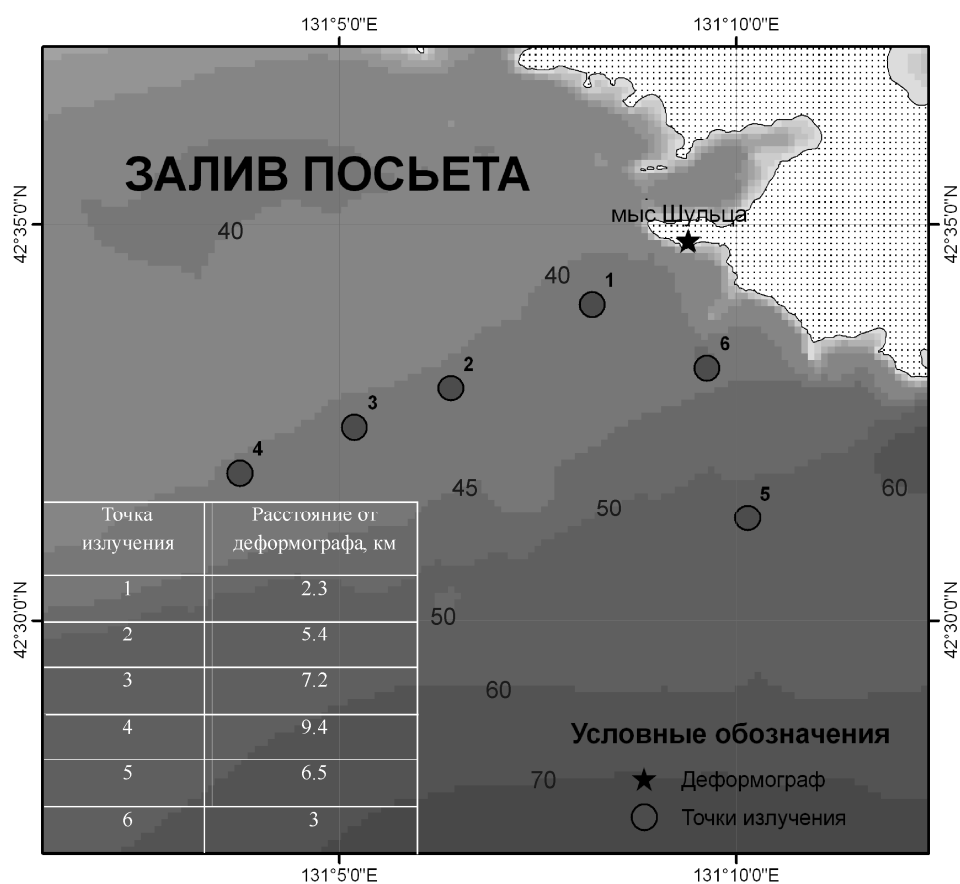 131°5'0"E 131°10'0"E
ЗАЛИВ ПОСЬЕТА
42°35'0"N
42°35'0"N
мыс Шульца
40
40
1
6
2
3
4
45
50
5
60
Точка излучения
Расстояние от деформографа, км
1 2.3
2 5.4
3 7.2
4 9.4
5 6.5
6 3
50
42°30'0"N
42°30'0"N
60
70
Условные обозначения
Деформограф
Точки излучения
131°5'0"E 131°10'0"E